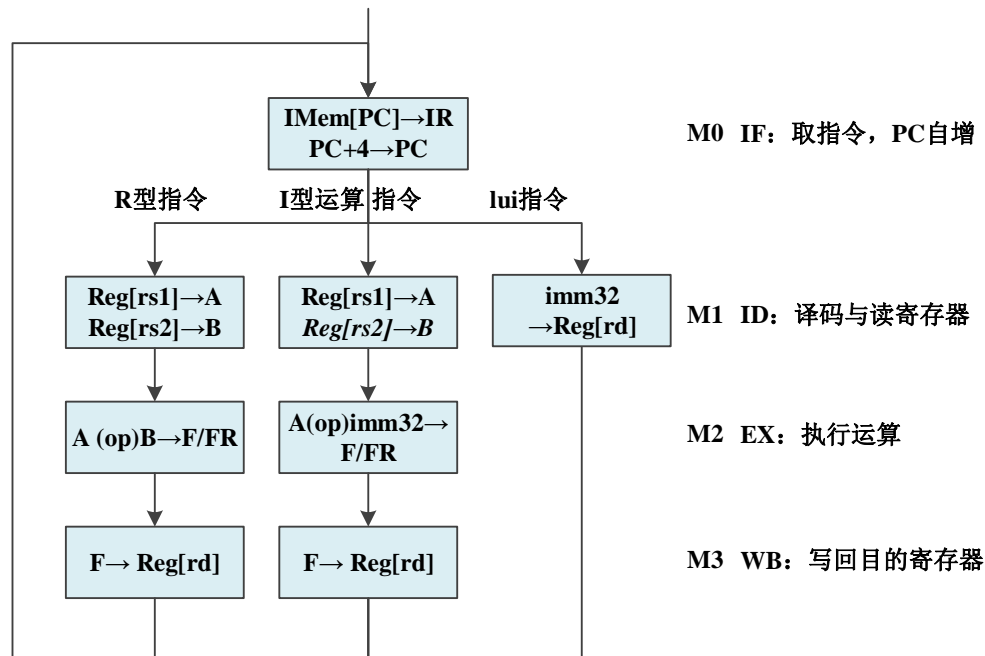 IMem[PC]→IR
PC+4→PC
M0 IF：取指令，PC自增
R型指令
I型运算 指令
lui指令
Reg[rs1]→A
Reg[rs2]→B
Reg[rs1]→A
Reg[rs2]→B
imm32
→Reg[rd]
M1 ID：译码与读寄存器
A (op)B→F/FR
A(op)imm32→
F/FR
M2 EX：执行运算
F→ Reg[rd]
F→ Reg[rd]
M3 WB：写回目的寄存器